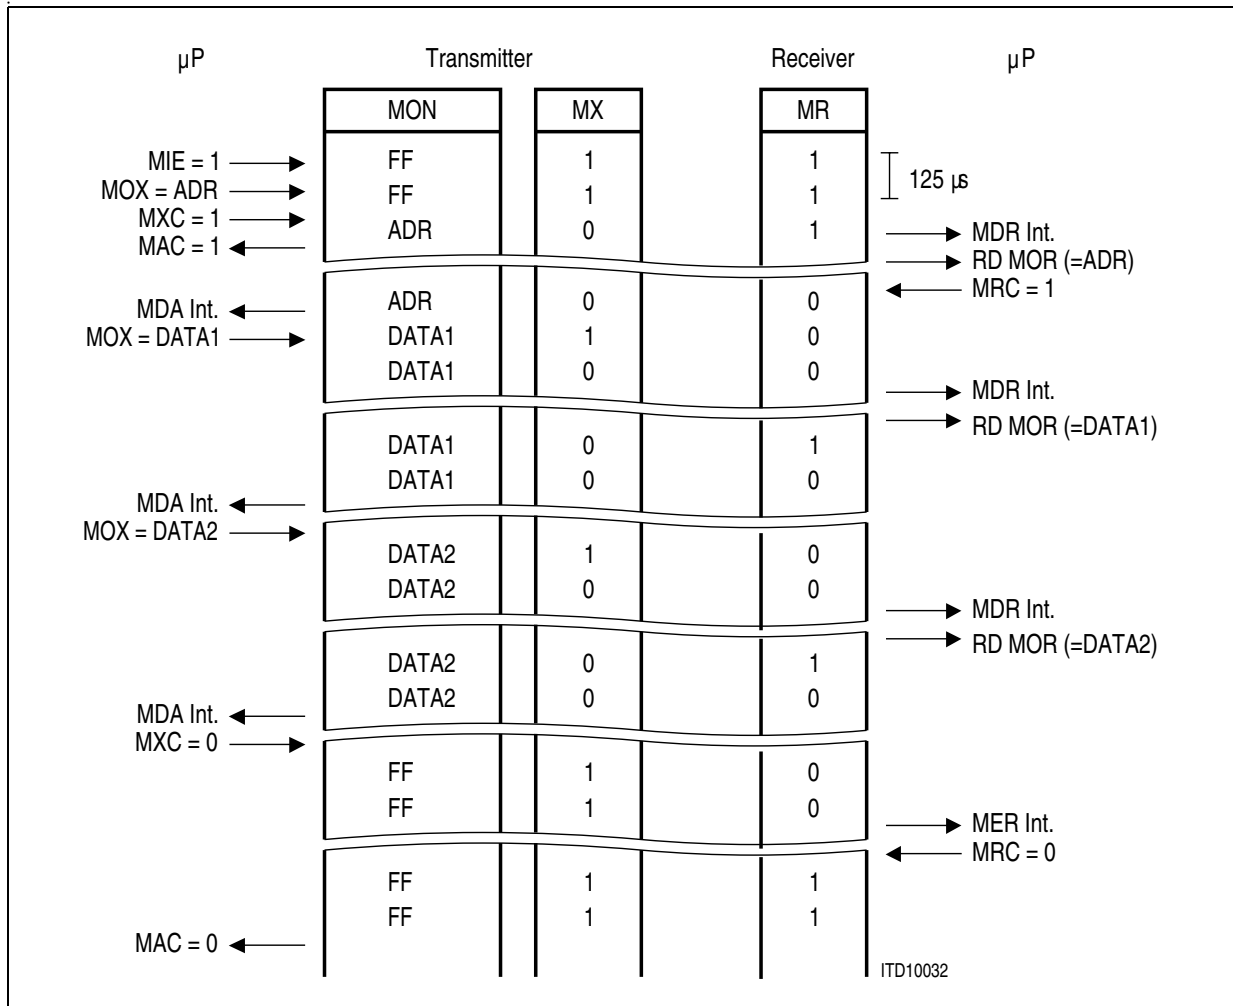 µP Transmitter Receiver µP
MON MX MR
MIE = 1 FF 1 1
125 µs
MOX = ADR FF 1 1
MXC = 1 ADR 0 1 MDR Int.
MAC = 1 RD MOR (=ADR)
MRC = 1
MDA Int. ADR 0 0
MOX = DATA1 DATA1 1 0
DATA1 0 0
MDR Int.
RD MOR (=DATA1)
DATA1 0 1
DATA1 0 0
MDA Int.
MOX = DATA2
DATA2 1 0
DATA2 0 0
MDR Int.
RD MOR (=DATA2)
DATA2 0 1
DATA2 0 0
MDA Int.
MXC = 0
FF 1 0
FF 1 0
MER Int.
MRC = 0
FF 1 1
FF 1 1
MAC = 0
ITD10032